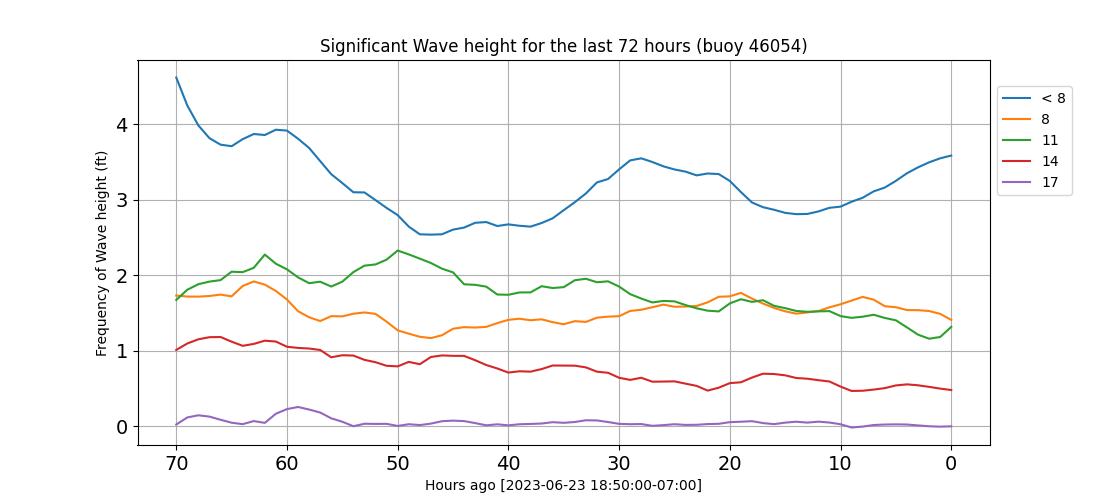 Significant Wave height for the last 72 hours (buoy 46054)
Frequency of Wave height (ft)
4
3
2
1
0
70 60 50 40 30 20 10 0
Hours ago [2023-06-23 18:50:00-07:00]
< 8
8
11
14
17